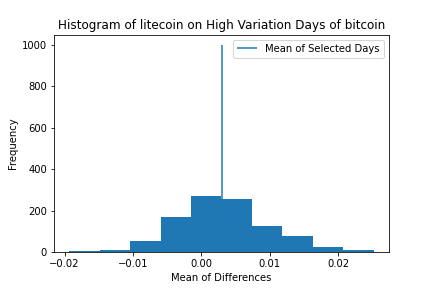 Histogram of litecoin on High Variation Days of bitcoin
Mean of Selected Days
1000
800
600
400
200
0
Frequency
−0.02 −0.01 0.00 0.01 0.02
Mean of Differences